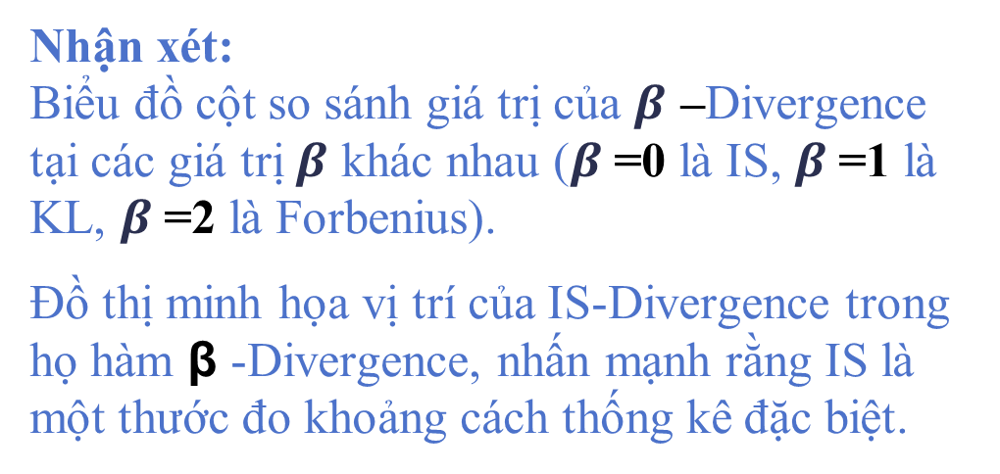 Nhận xét:
Biểu đồ cột so sánh giá trị của β –Divergence
tại các giá trị β khác nhau (β =0 là IS, β =1 là
KL, β =2 là Forbenius).
Đồ thị minh họa vị trí của IS-Divergence trong
họ hàm β -Divergence, nhấn mạnh rằng IS là
một thước đo khoảng cách thống kê đặc biệt.